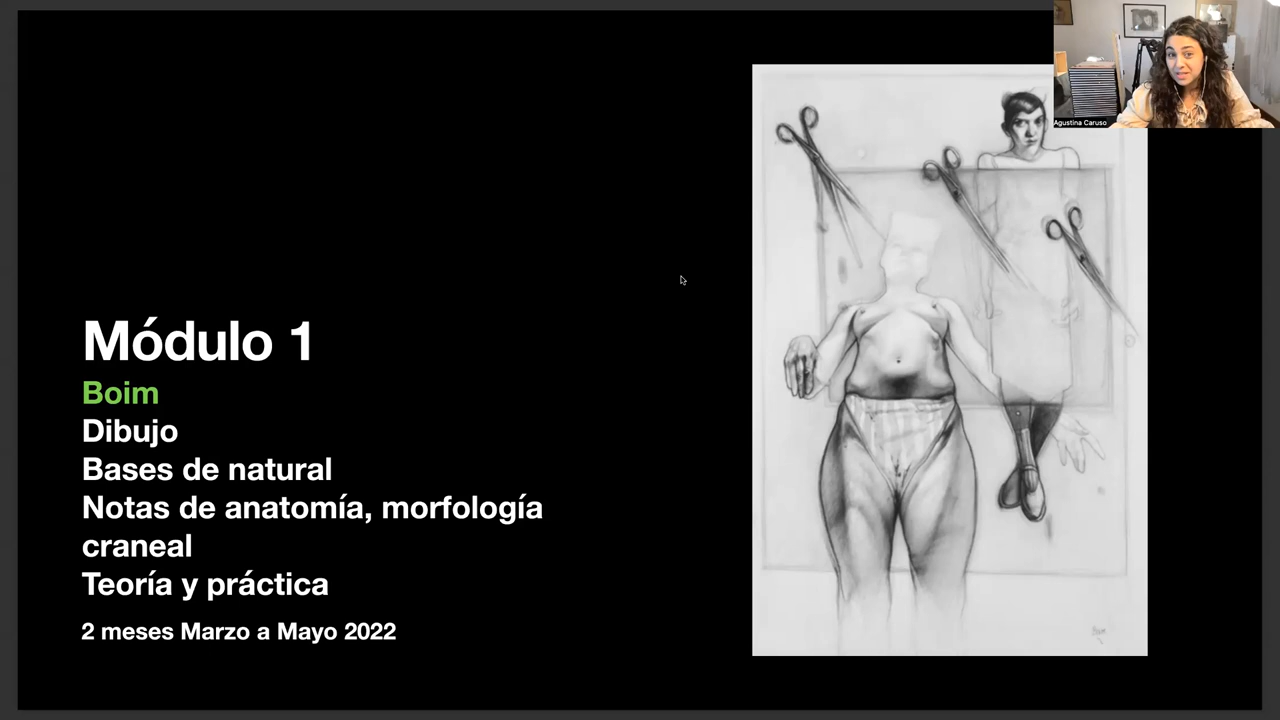 Agustina Caruso
Módulo 1
Boim
Dibujo
Bases de natural
Notas de anatomía, morfología
craneal
Teoría y práctica
2 meses Marzo a Mayo 2022